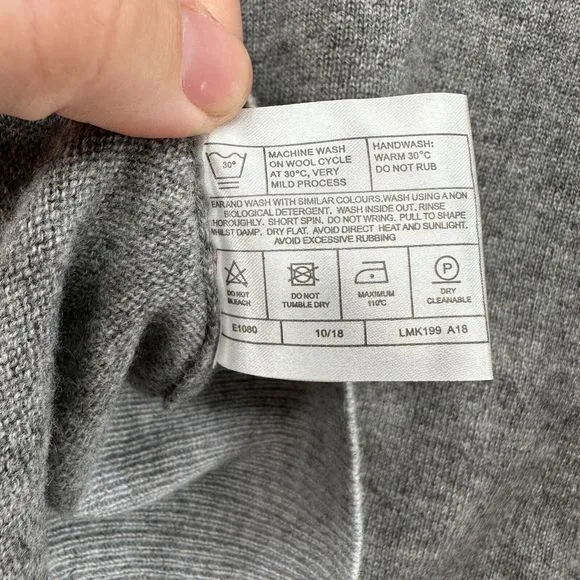 30°
MACHINE WASH
ON WOOL CYCLE
AT 30°C, VERY
MILD PROCESS
HANDWASH:
WARM 30°C
DO NOT RUB
EAR AND WASH WITH SIMILAR COLOURS.WASH USING A NON
BIOLOGICAL DETERGENT. WASH INSIDE OUT. RINSE
HOROUGHLY. SHORT SPIN. DO NOT WRING. PULL TO SHAPE
WHILST DAMP. DRY FLAT. AVOID DIRECT HEAT AND SUNLIGHT.
AVOID EXCESSIVE RUBBING
DO NOT
BLEACH
DO NOT
TUMBLE DRY
MAXIMUM
110°C
P
DRY
CLEANABLE
E1080
10/18
LMK199 A18